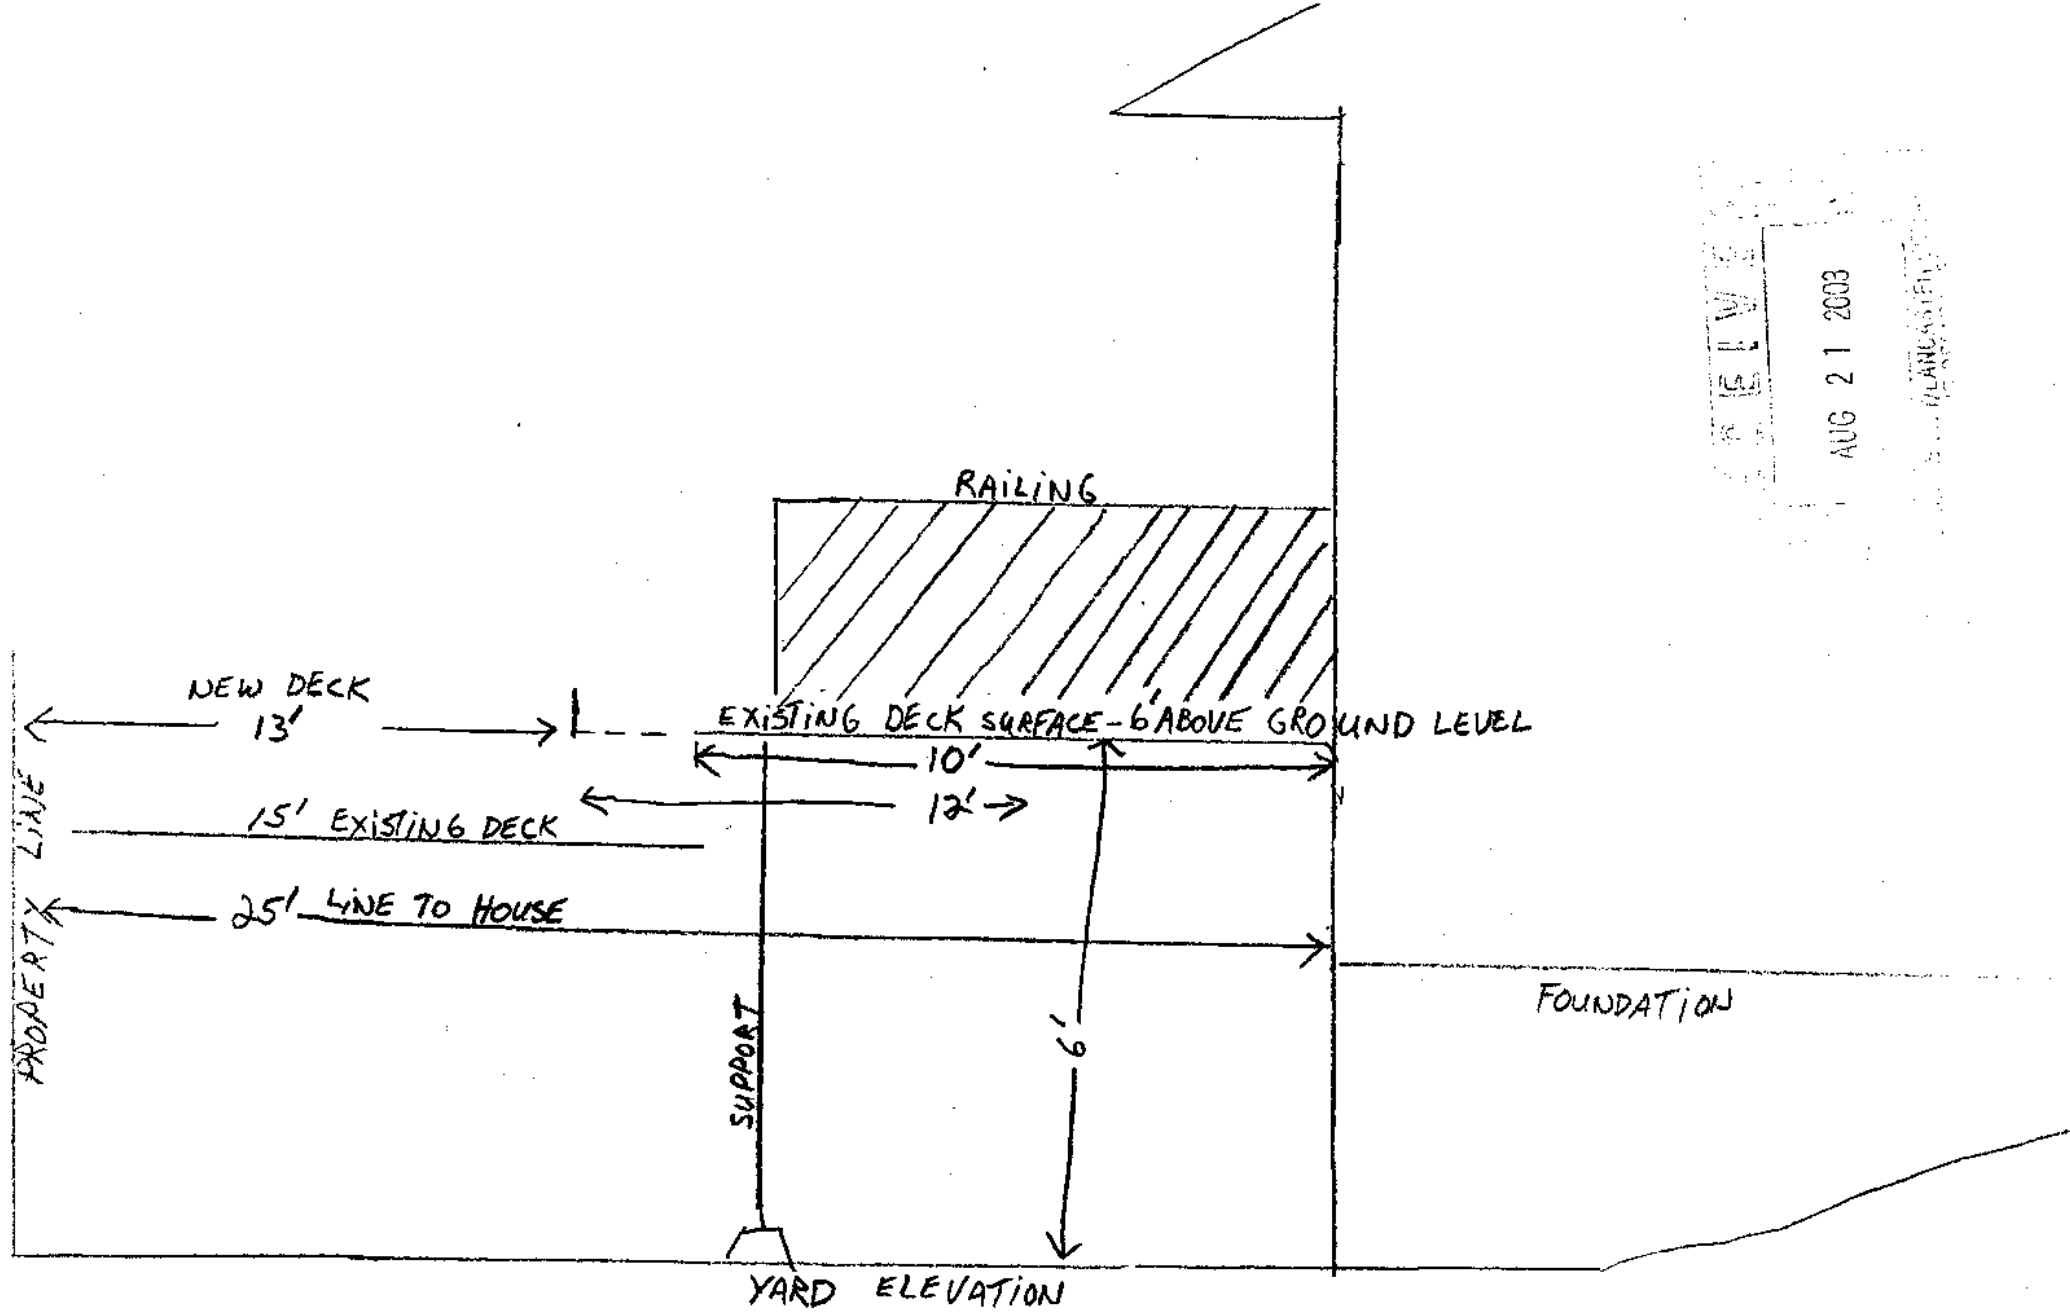 RAILING
NEW DECK
13'
EXISTING DECK SURFACE - 6' ABOVE GROUND LEVEL
10'
12'
15' EXISTING DECK
25' LINE TO HOUSE
PROPERTY LINE
SUPPORT
6'
FOUNDATION
YARD ELEVATION
AUG 21 2003